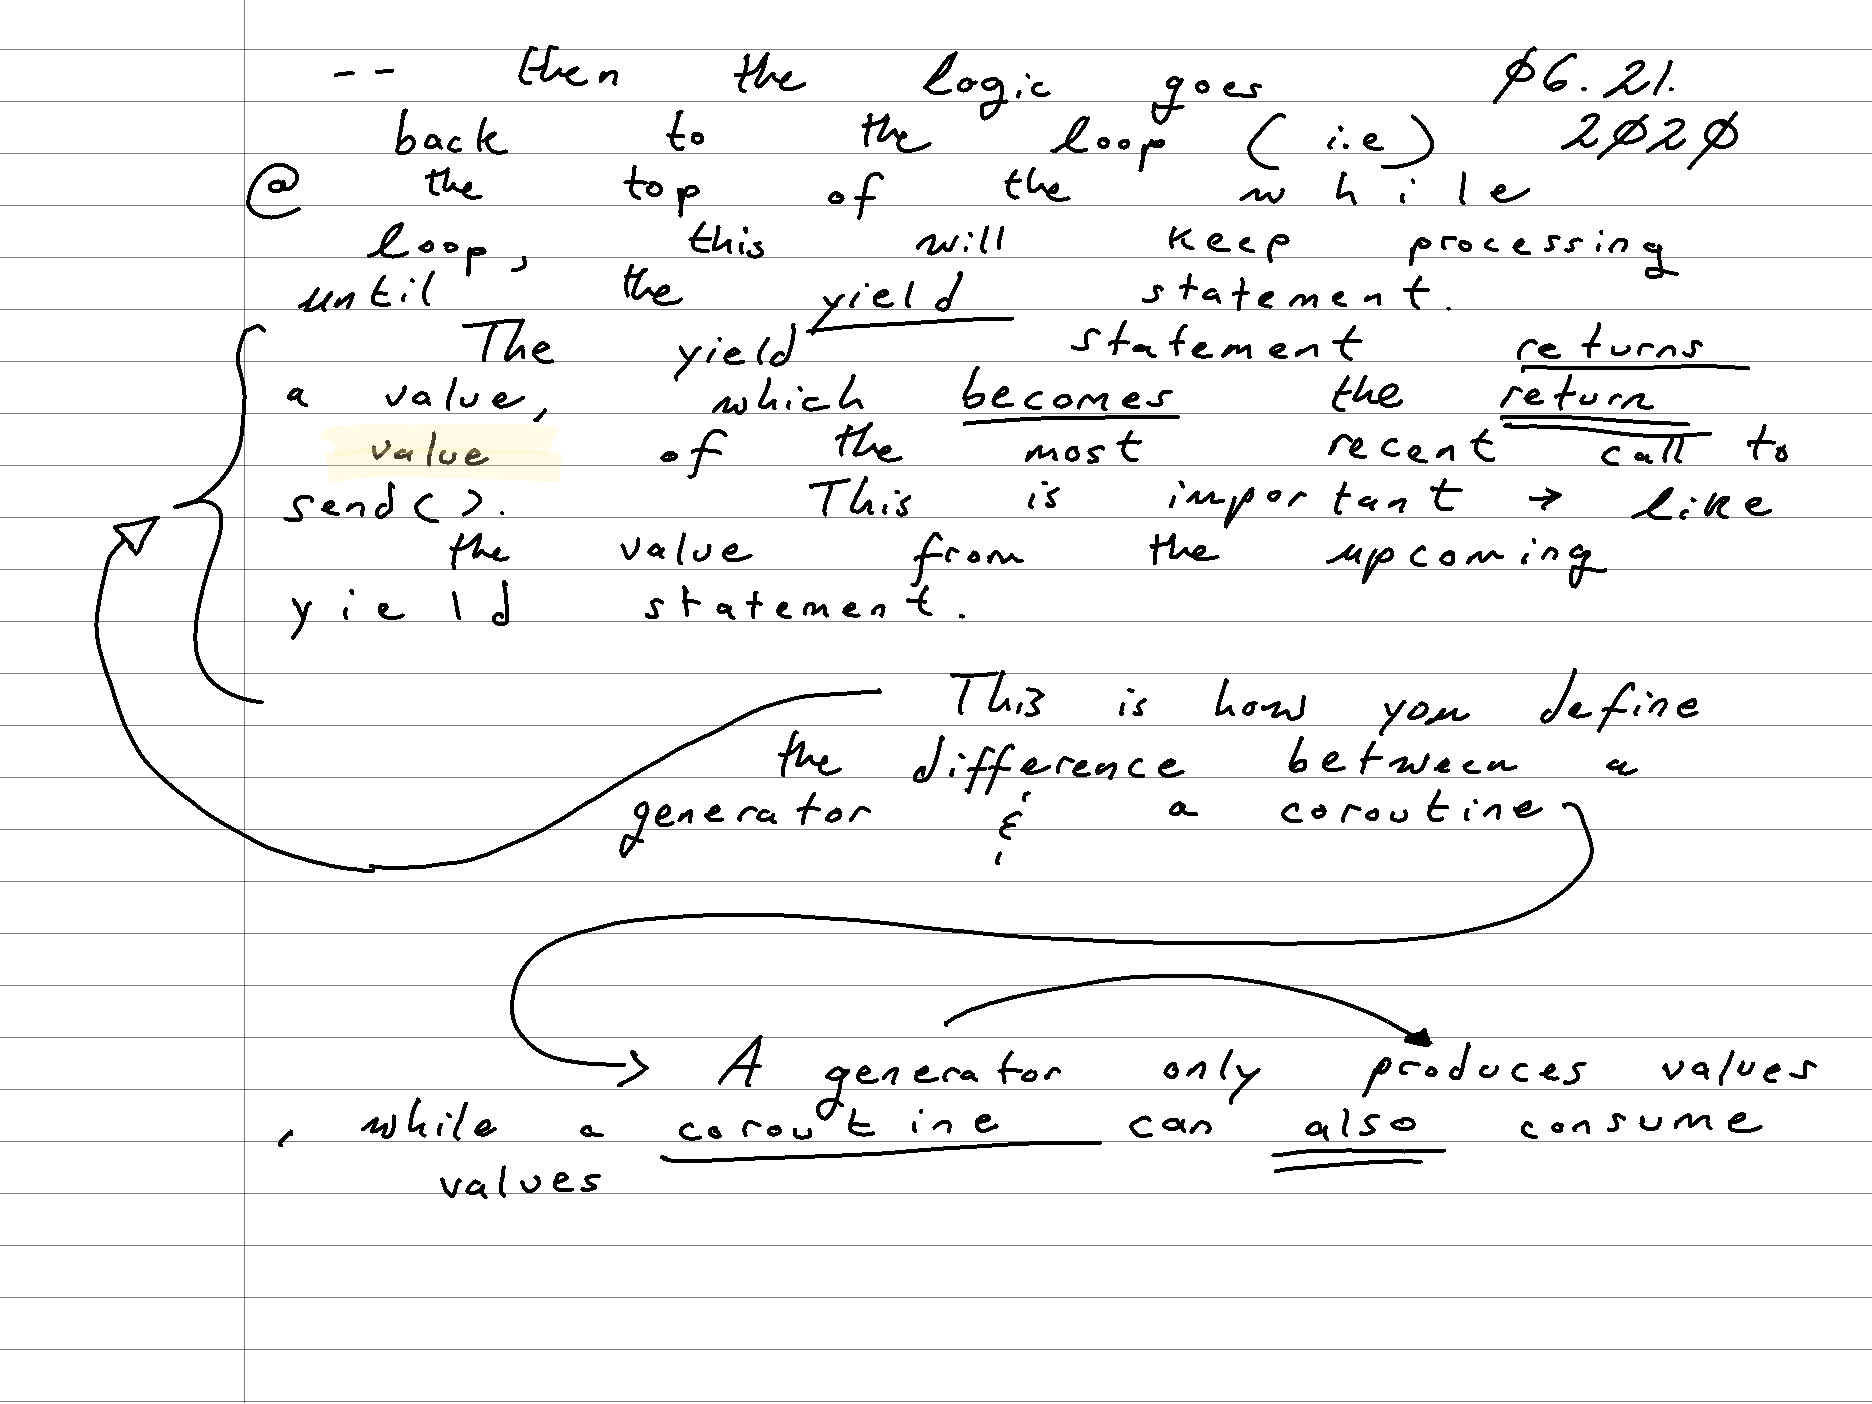 -- then the logic goes 06.21.
back to the loop (i.e) 2020
@ the top of the while
loop, this will keep processing
until the yield statement.
The yield statement returns
a value, which becomes the return
value of the most recent call to
send(). This is important → like
the value from the upcoming
yield statement.
This is how you define
the difference between a
generator & a coroutine
→ A generator only produces values
, while a coroutine can also consume
values